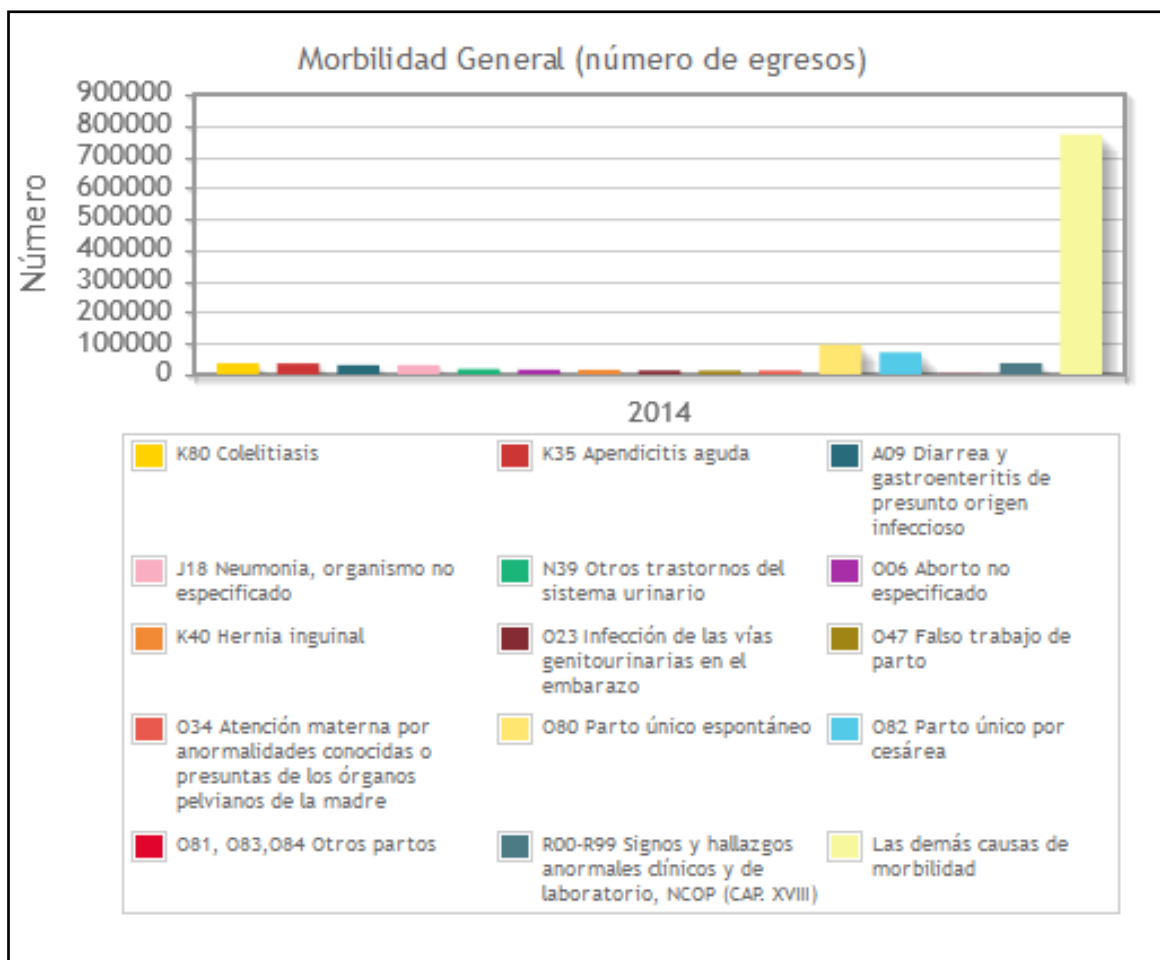 Morbilidad General (número de egresos)
900000
800000
700000
600000
500000
400000
300000
200000
100000
0
Número
2014
K80 Colelitiasis
K35 Apendicitis aguda
A09 Diarrea y
gastroenteritis de
presunto origen
infeccioso
J18 Neumonia, organismo no
especificado
N39 Otros trastornos del
sistema urinario
O06 Aborto no
especificado
K40 Hernia inguinal
O23 Infección de las vías
genitourinarias en el
embarazo
O47 Falso trabajo de
parto
O34 Atención materna por
anormalidades conocidas o
presuntas de los órganos
pelvianos de la madre
O80 Parto único espontáneo
O82 Parto único por
cesárea
O81, O83,O84 Otros partos
R00-R99 Signos y hallazgos
anormales clínicos y de
laboratorio, NCOP (CAP. XVIII)
Las demás causas de
morbilidad